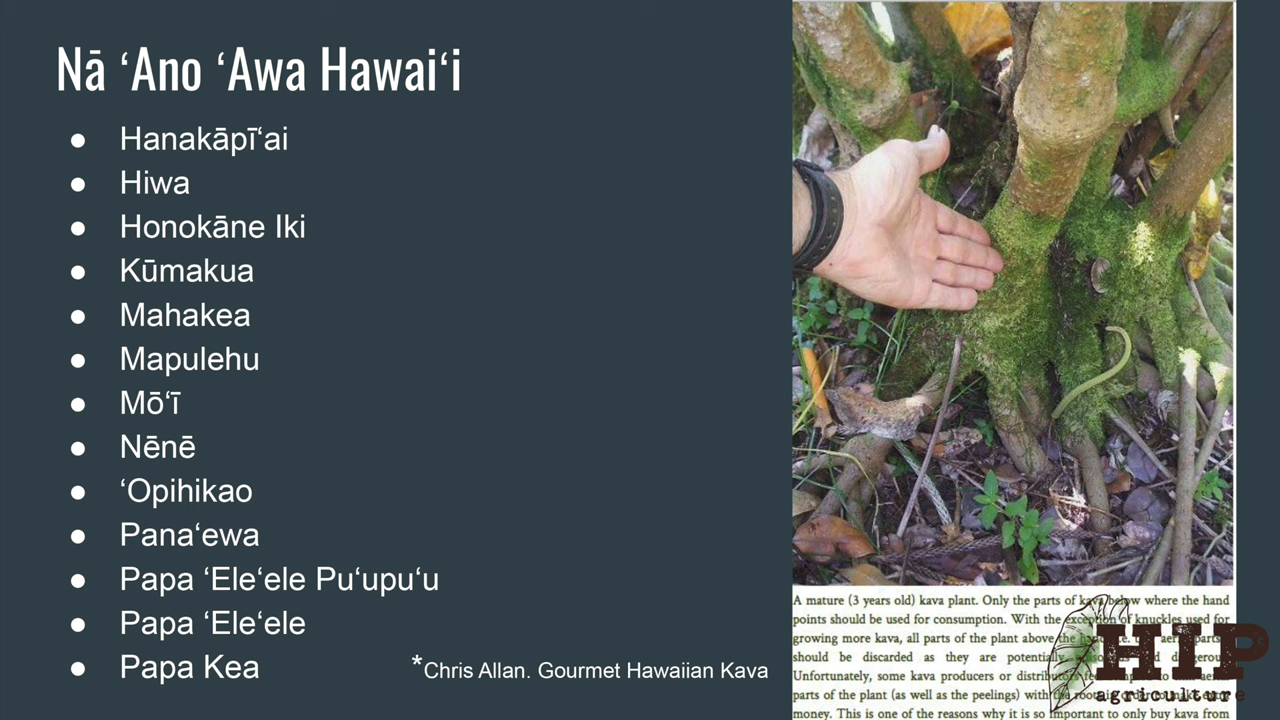 Nā ʻAno ʻAwa Hawaiʻi
● Hanakāpīʻai
● Hiwa
● Honokāne Iki
● Kūmakua
● Mahakea
● Mapulehu
● Mōʻī
● Nēnē
● ʻOpihikao
● Panaʻewa
● Papa ʻEleʻele Puʻupuʻu
● Papa ʻEleʻele
● Papa Kea
*Chris Allan. Gourmet Hawaiian Kava
A mature (3 years old) kava plant. Only the parts of kava below where the hand
points should be used for consumption. With the exception of knuckles used for
growing more kava, all parts of the plant above the
should be discarded as they are potentially
Unfortunately, some kava producers or
parts of the plant (as well as the peelings) with
money. This is one of the reasons why it is so important to only buy kava from
HIP
agriculture